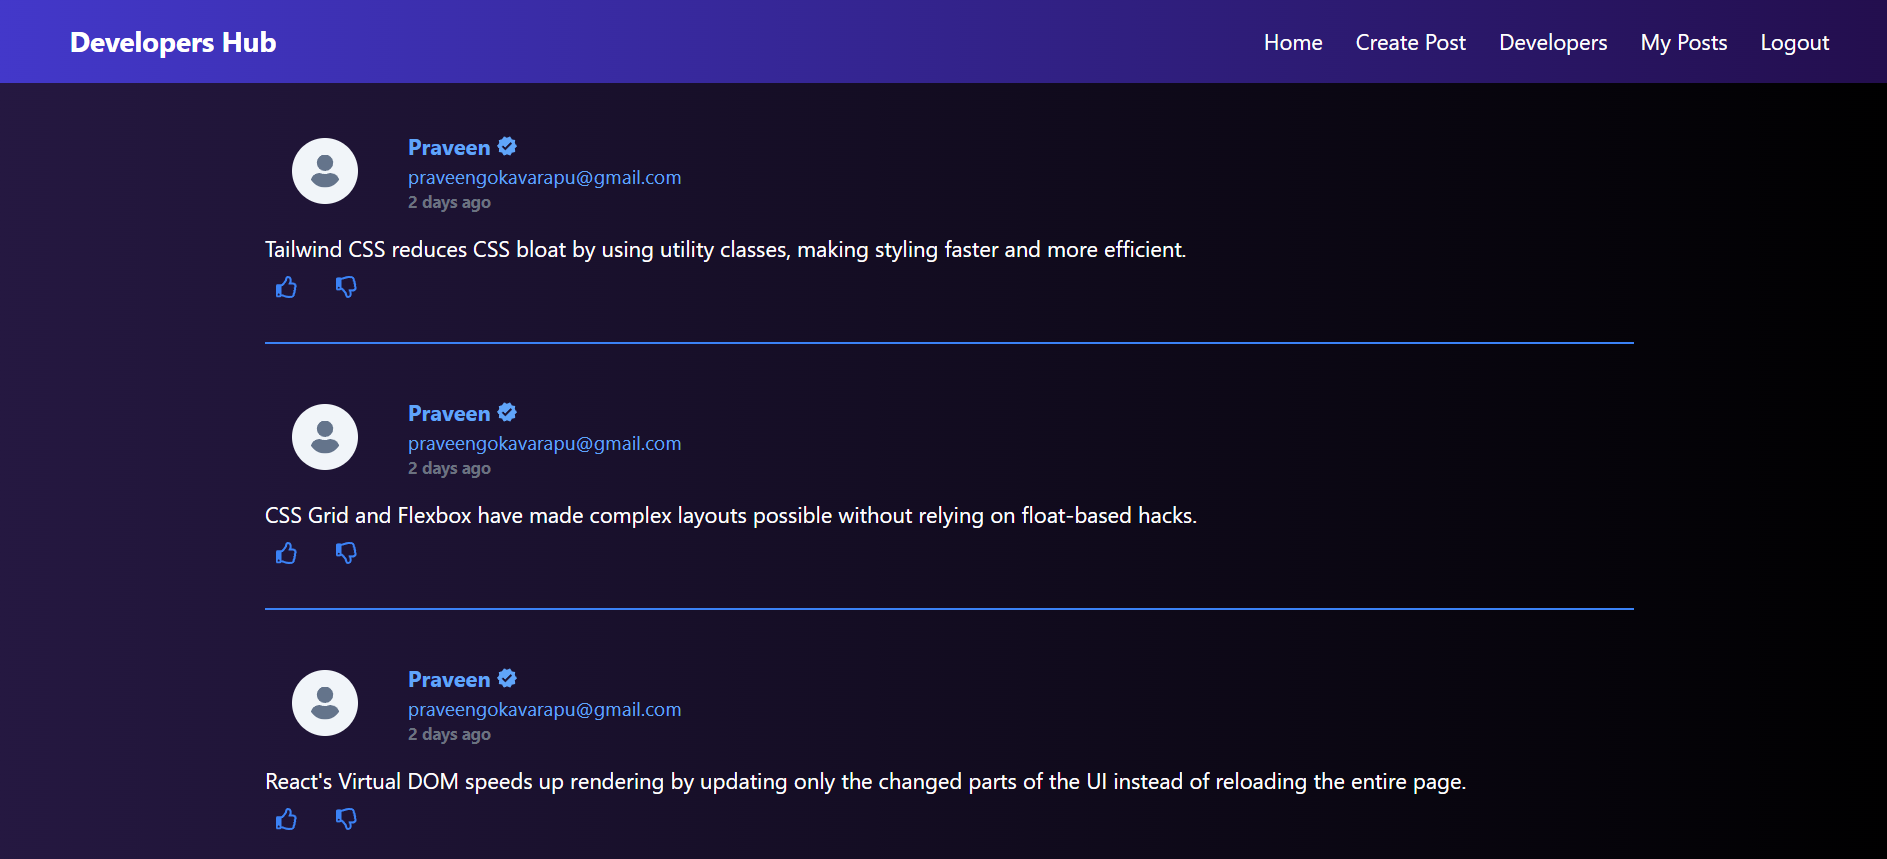 Developers Hub
Home Create Post Developers My Posts Logout
Praveen
praveengokavarapu@gmail.com
2 days ago
Tailwind CSS reduces CSS bloat by using utility classes, making styling faster and more efficient.
Praveen
praveengokavarapu@gmail.com
2 days ago
CSS Grid and Flexbox have made complex layouts possible without relying on float-based hacks.
Praveen
praveengokavarapu@gmail.com
2 days ago
React's Virtual DOM speeds up rendering by updating only the changed parts of the UI instead of reloading the entire page.